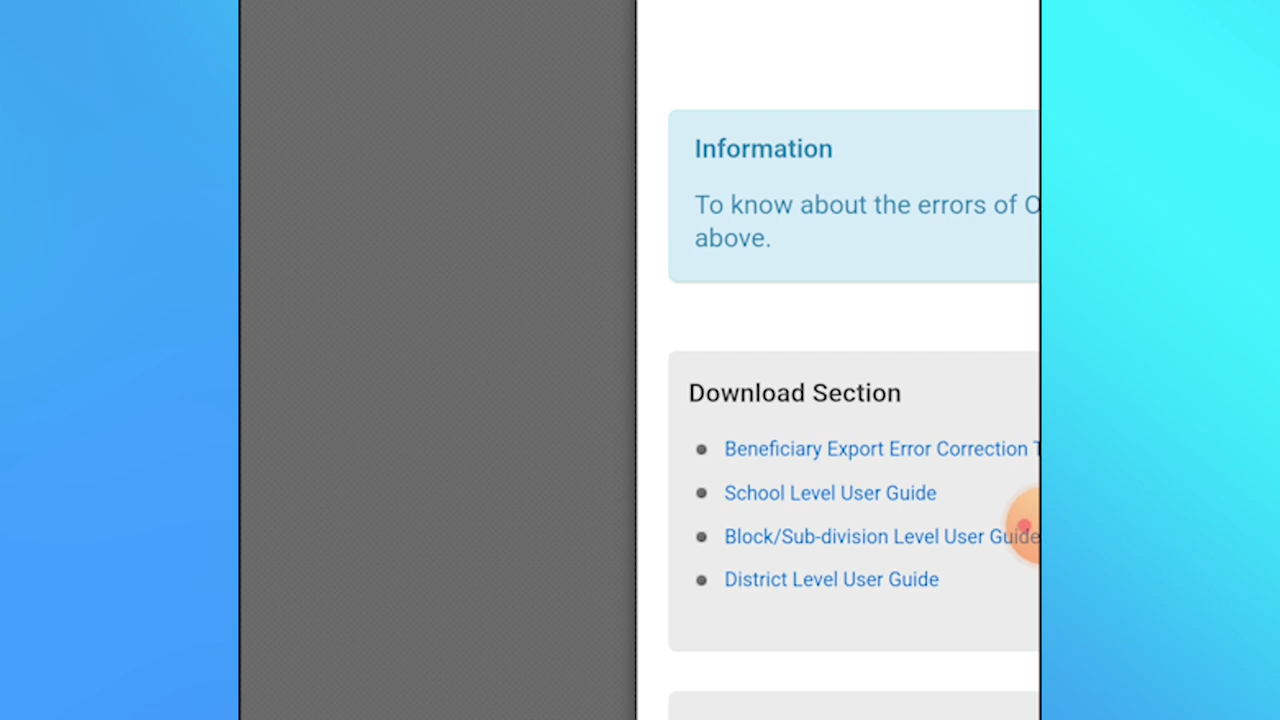 Information
To know about the errors of
above.
Download Section
Beneficiary Export Error Correction
School Level User Guide
Block/Sub-division Level User Guide
District Level User Guide